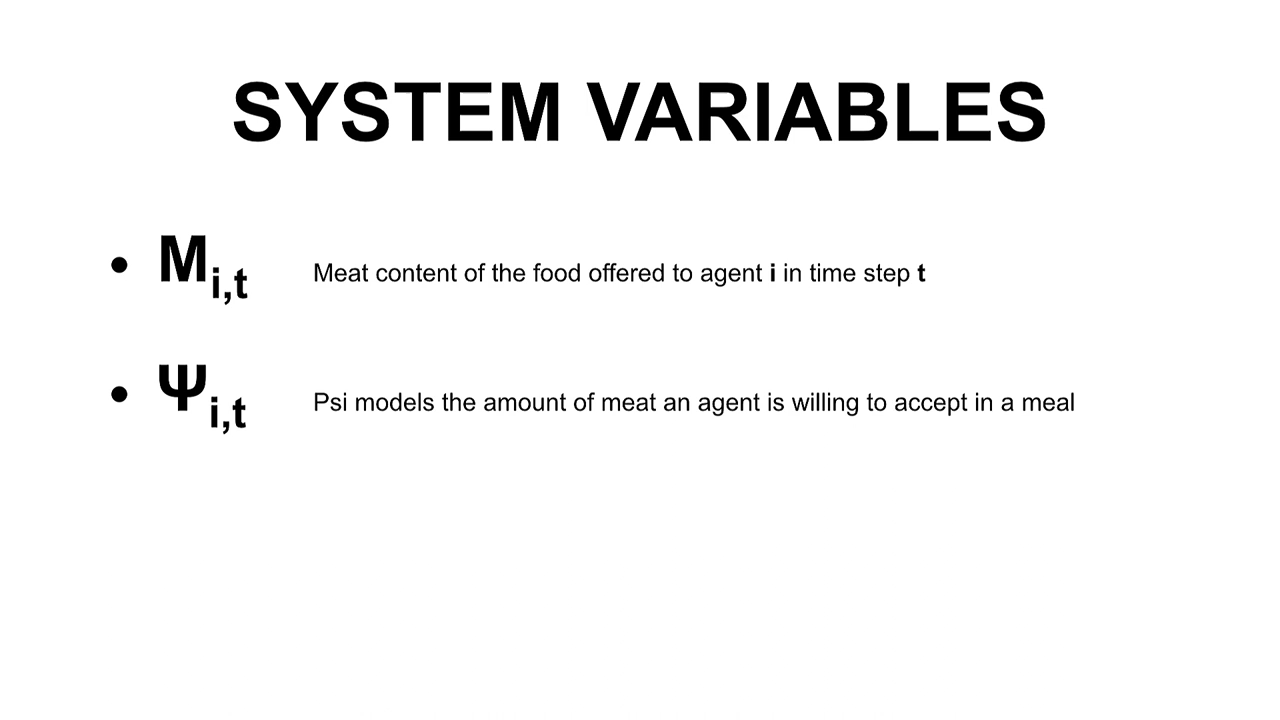 SYSTEM VARIABLES
• Mi,t Meat content of the food offered to agent i in time step t
• Ψi,t Psi models the amount of meat an agent is willing to accept in a meal